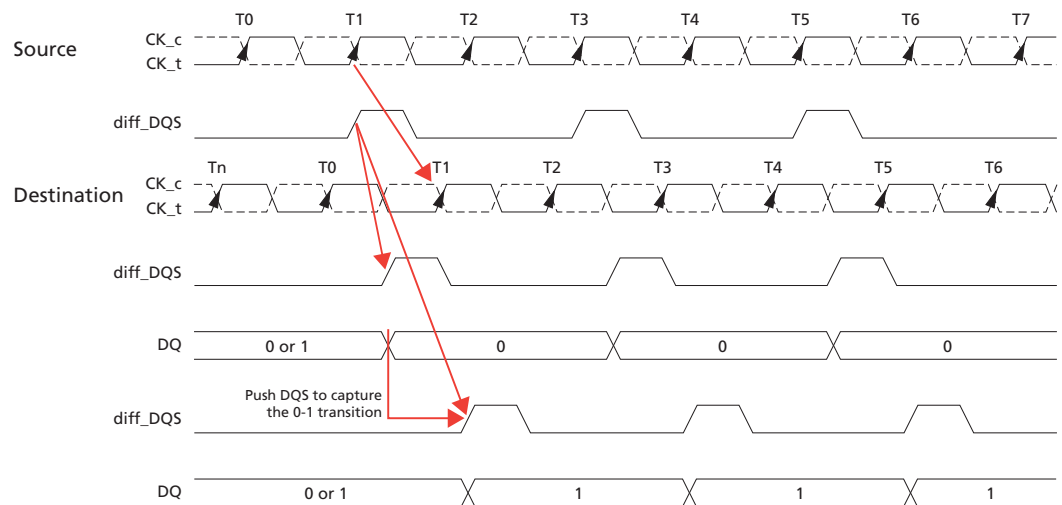 T0 T1 T2 T3 T4 T5 T6 T7
Source
CK_c
CK_t
diff_DQS
Tn T0 T1 T2 T3 T4 T5 T6
Destination
CK_c
CK_t
diff_DQS
DQ
0 or 1 0 0 0
Push DQS to capture
the 0-1 transition
diff_DQS
DQ
0 or 1 1 1 1